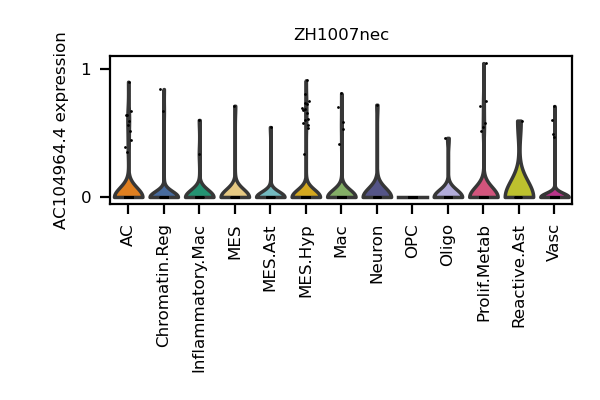 ZH1007nec
AC104964.4 expression
1
0
AC
Chromatin.Reg
Inflammatory.Mac
MES
MES.Ast
MES.Hyp
Mac
Neuron
OPC
Oligo
Prolif.Metab
Reactive.Ast
Vasc